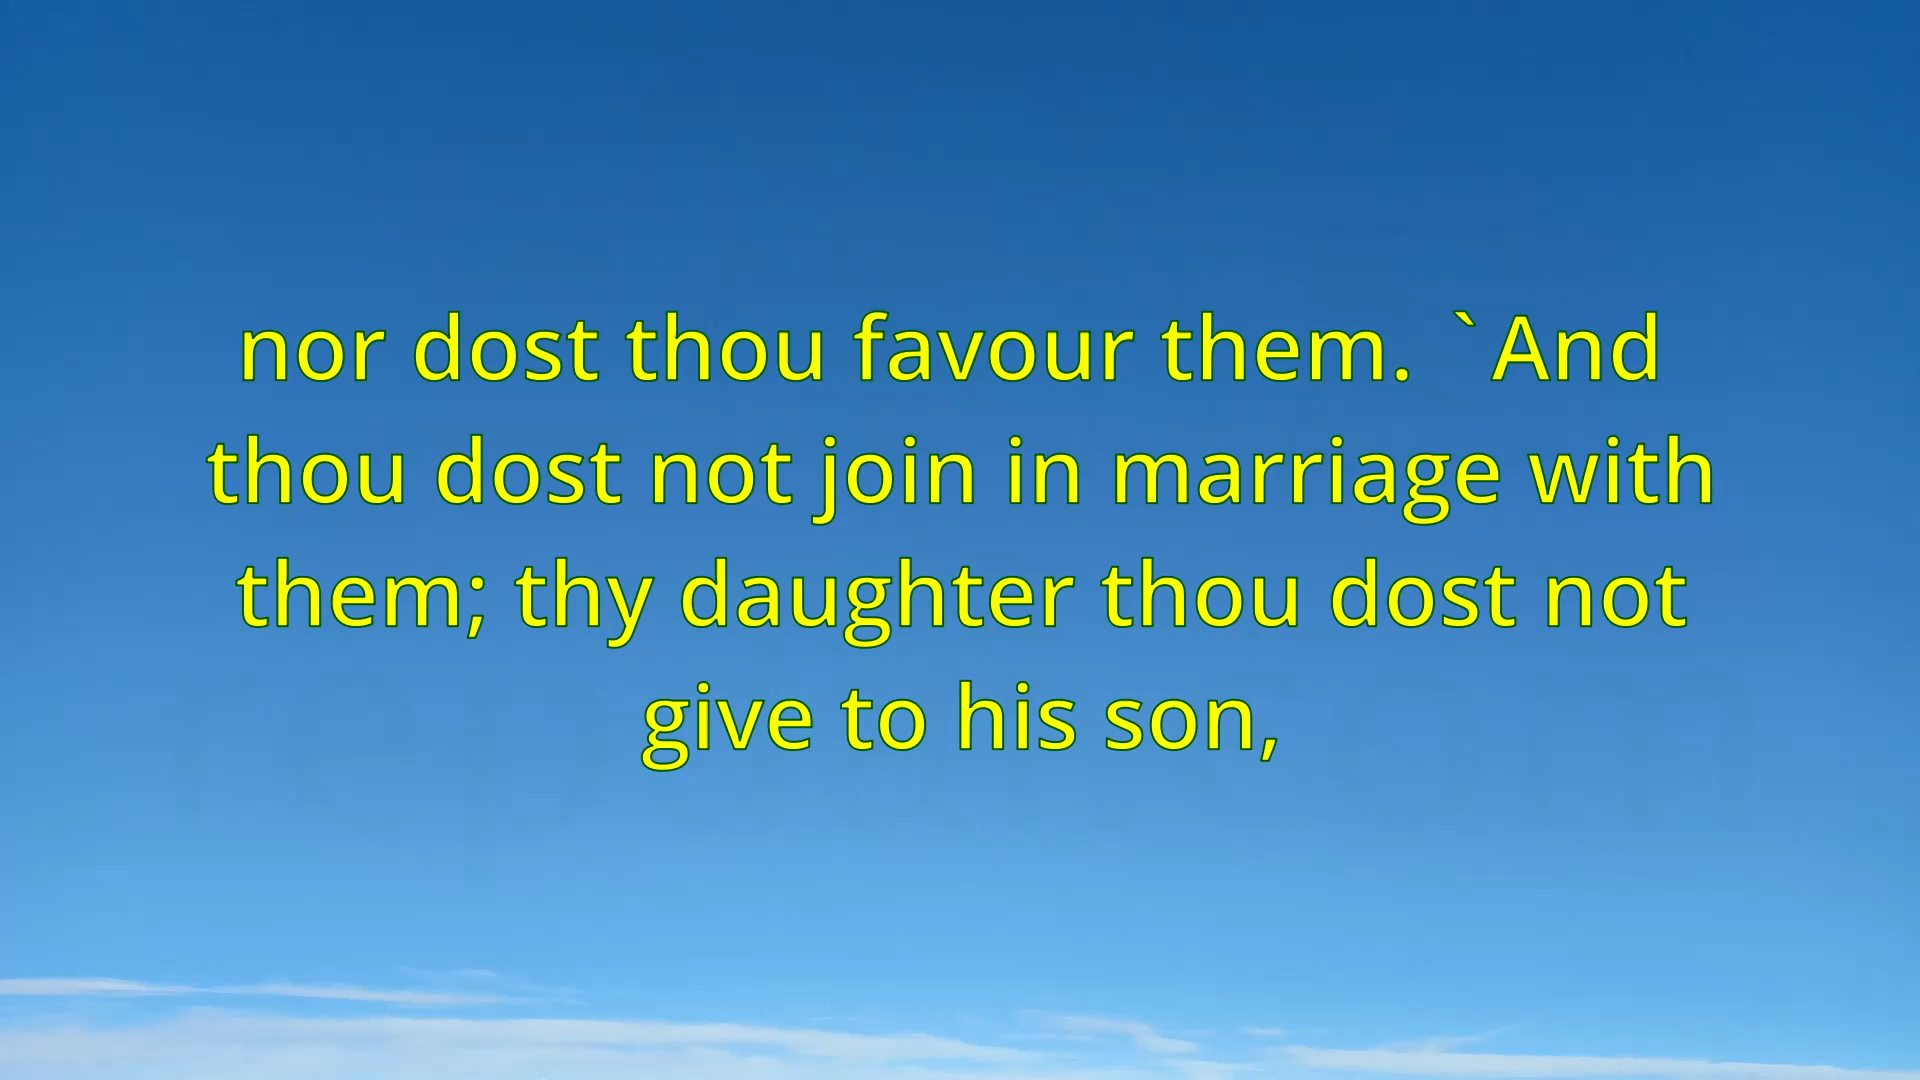 nor dost thou favour them. `And
thou dost not join in marriage with
them; thy daughter thou dost not
give to his son,